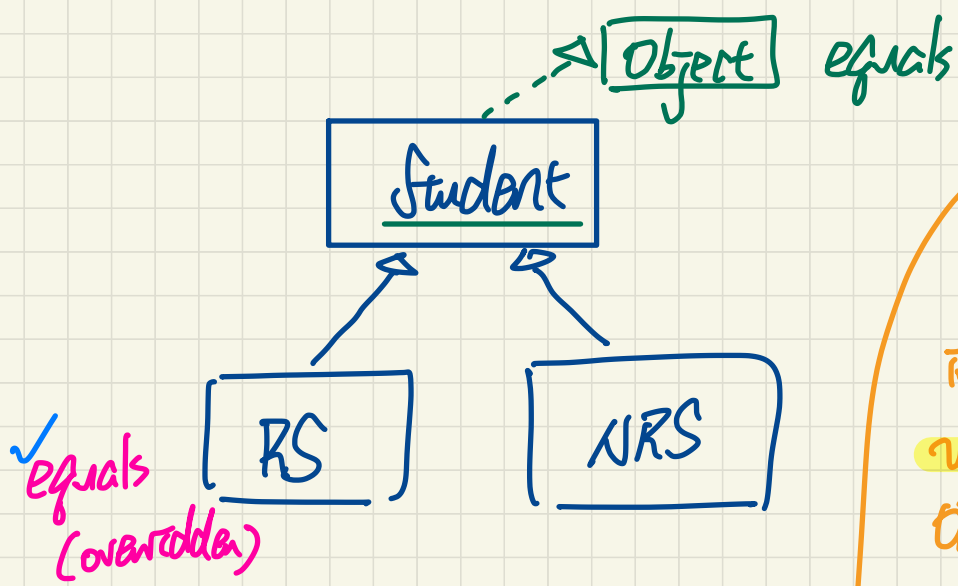 Object equals
Student
RS
NRS
equals
(overridden)